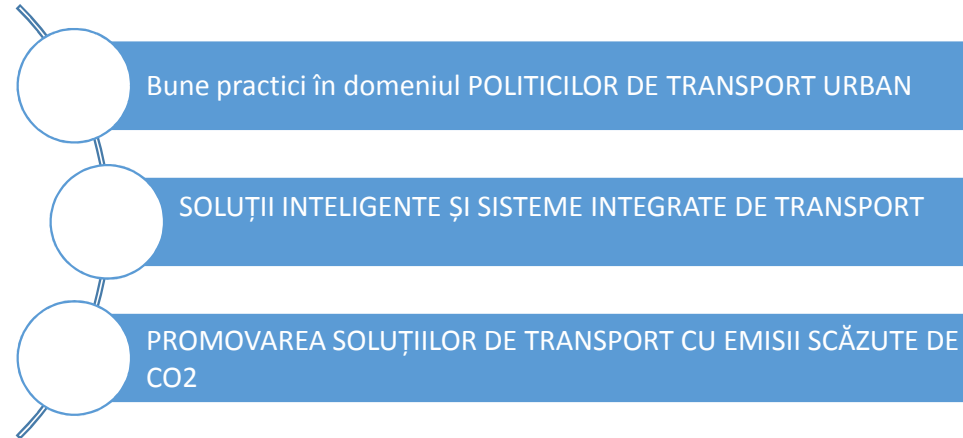 Bune practici în domeniul POLITICILOR DE TRANSPORT URBAN
SOLUȚII INTELIGENTE ȘI SISTEME INTEGRATE DE TRANSPORT
PROMOVAREA SOLUȚIILOR DE TRANSPORT CU EMISII SCĂZUTE DE
CO2